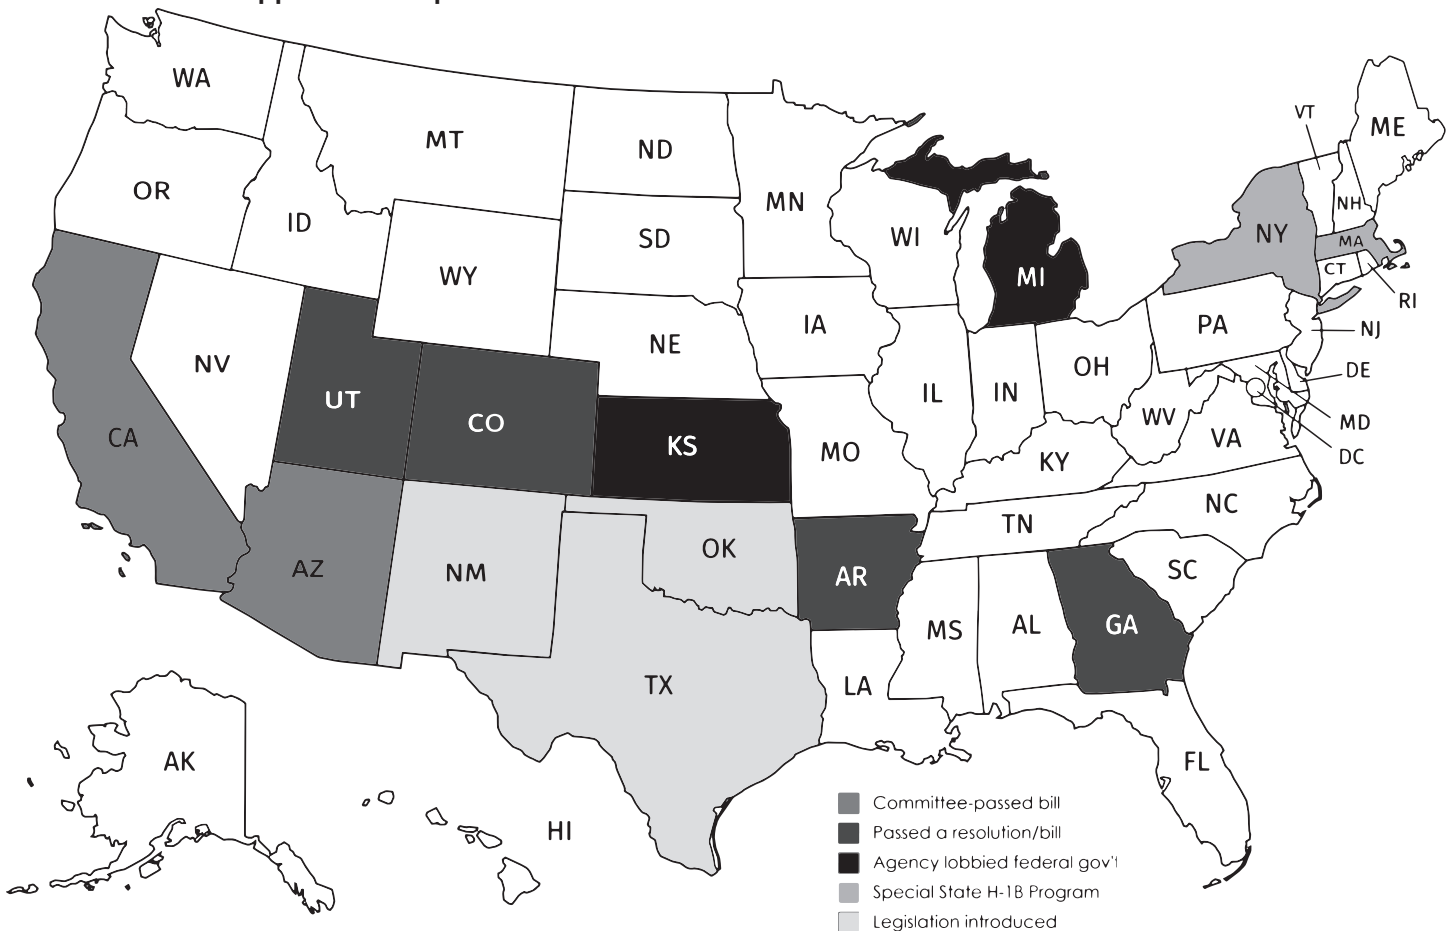 WA
MT
ND
MN
OR
ID
SD
WI
WY
MI
VT
ME
NH
NY
MA
CT
RI
IA
PA
NJ
NE
NV
OH
DE
IL
IN
UT
CO
KS
WV
MD
CA
MO
VA
DC
KY
NC
TN
OK
AZ
NM
AR
SC
MS
AL
GA
TX
LA
AK
FL
HI
Committee-passed bill
Passed a resolution/bill
Agency lobbied federal gov't
Special State H-1B Program
Legislation introduced